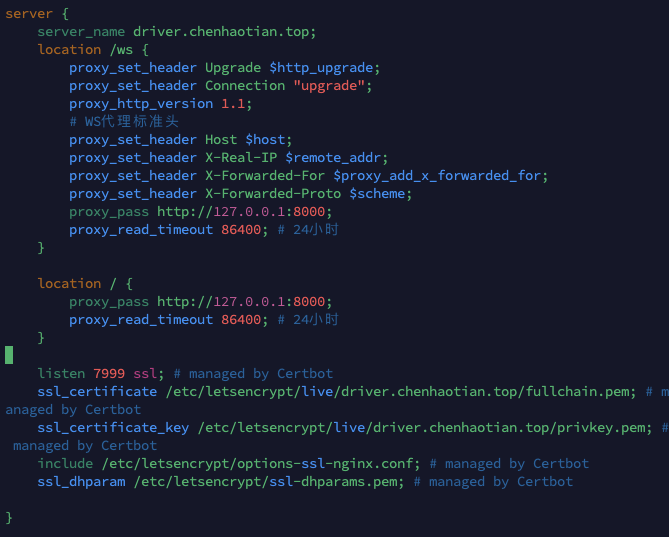 server {
    server_name driver.chenhaotian.top;
    location /ws {
        proxy_set_header Upgrade $http_upgrade;
        proxy_set_header Connection "upgrade";
        proxy_http_version 1.1;
        # WS代理标准头
        proxy_set_header Host $host;
        proxy_set_header X-Real-IP $remote_addr;
        proxy_set_header X-Forwarded-For $proxy_add_x_forwarded_for;
        proxy_set_header X-Forwarded-Proto $scheme;
        proxy_pass http://127.0.0.1:8000;
        proxy_read_timeout 86400; # 24小时
    }

    location / {
        proxy_pass http://127.0.0.1:8000;
        proxy_read_timeout 86400; # 24小时
    }

    listen 7999 ssl; # managed by Certbot
    ssl_certificate /etc/letsencrypt/live/driver.chenhaotian.top/fullchain.pem; # m
anaged by Certbot
    ssl_certificate_key /etc/letsencrypt/live/driver.chenhaotian.top/privkey.pem; #
 managed by Certbot
    include /etc/letsencrypt/options-ssl-nginx.conf; # managed by Certbot
    ssl_dhparam /etc/letsencrypt/ssl-dhparams.pem; # managed by Certbot

}